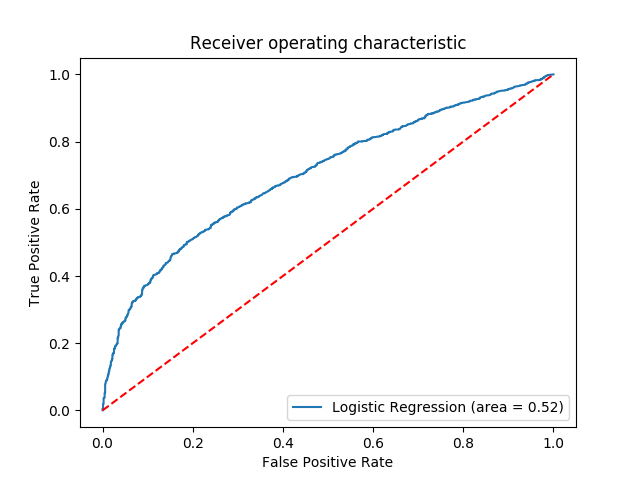 Receiver operating characteristic
True Positive Rate
1.0
0.8
0.6
0.4
0.2
0.0
Logistic Regression (area = 0.52)
0.0 0.2 0.4 0.6 0.8 1.0
False Positive Rate